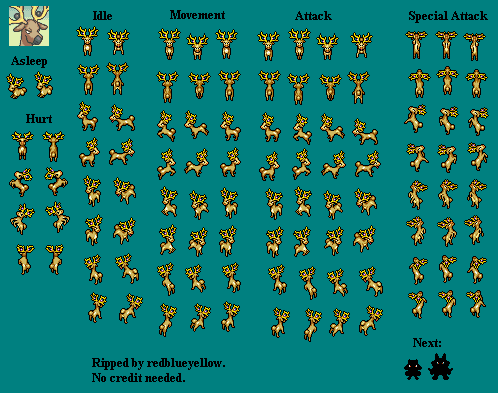 Idle
Movement
Attack
Special Attack
Asleep
Hurt
Next:
Ripped by redblueyellow.
No credit needed.